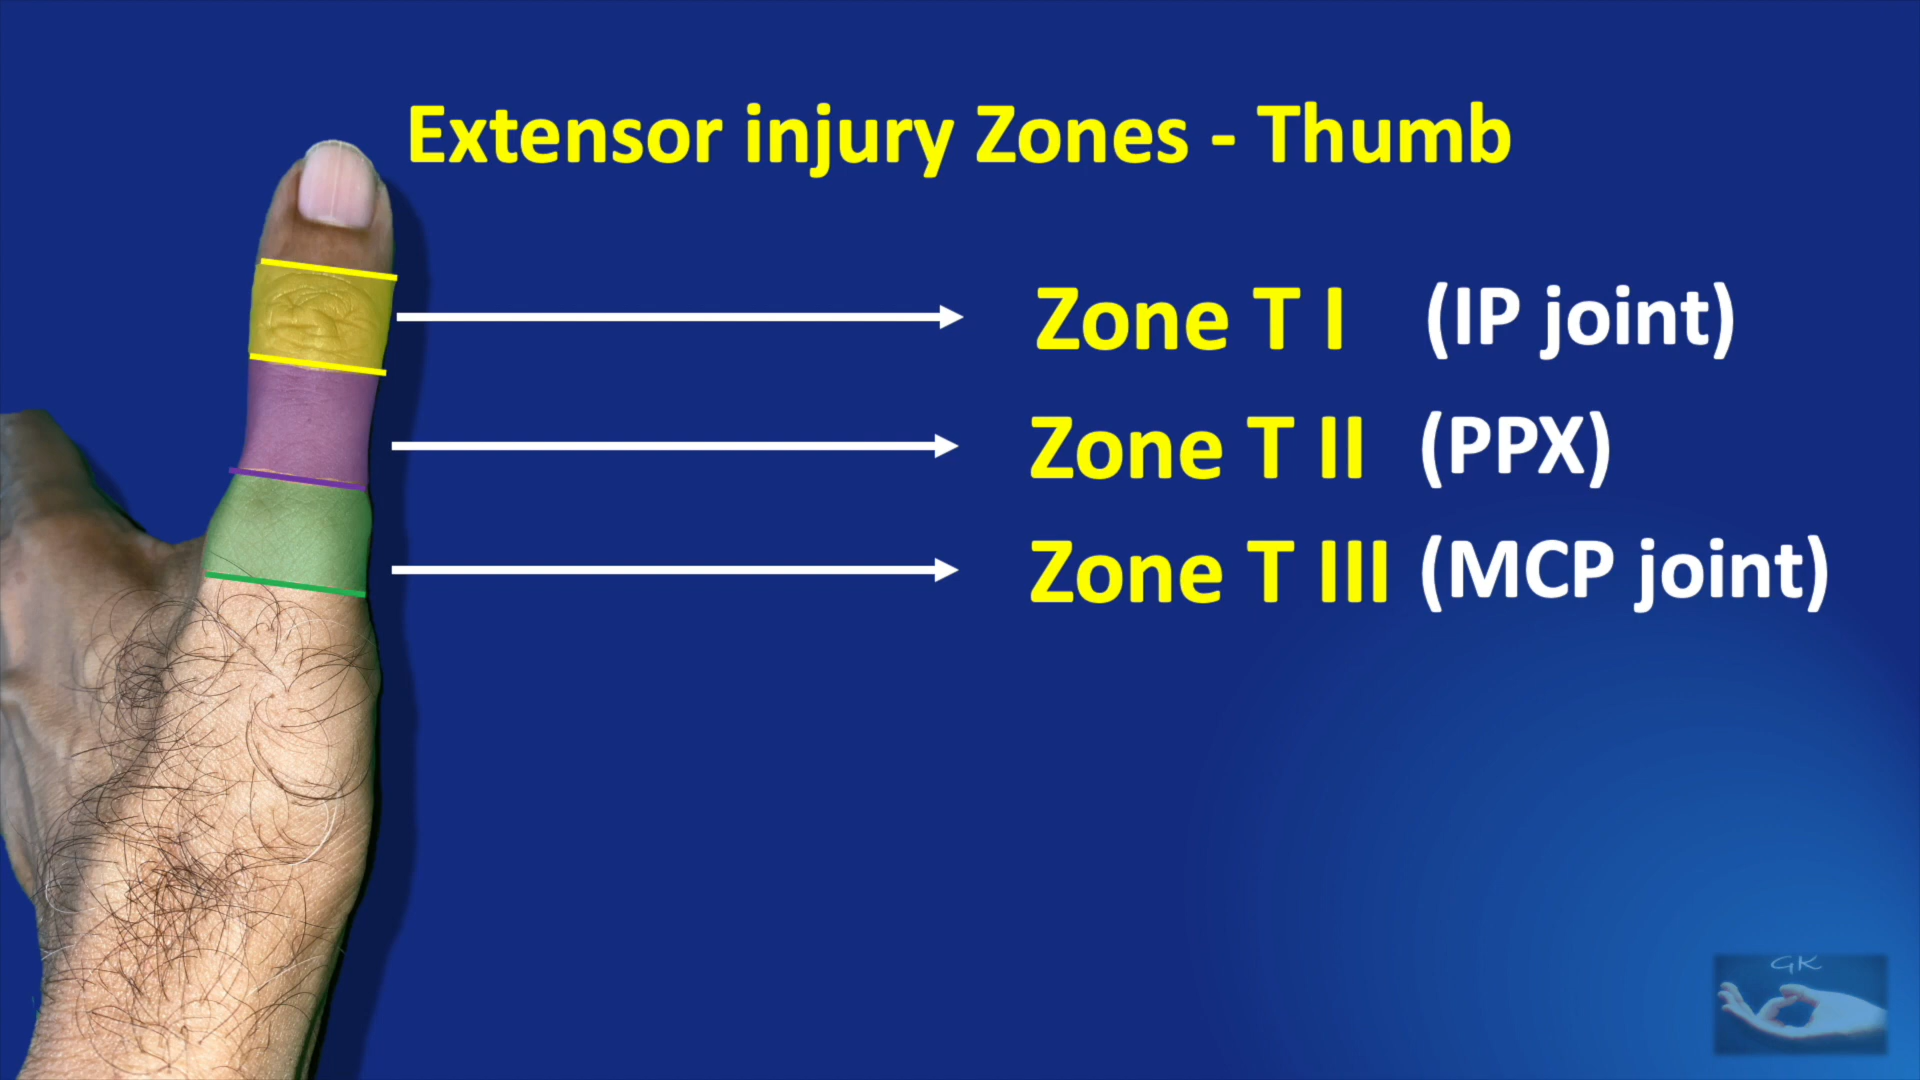 Extensor injury Zones - Thumb
Zone T I (IP joint)
Zone T II (PPX)
Zone T III (MCP joint)
GK